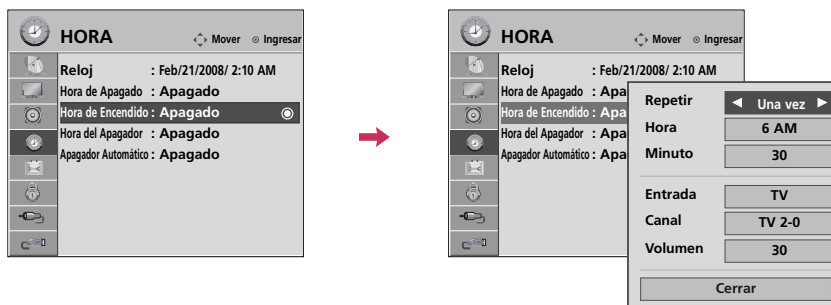 HORA
Mover Ingresar
Reloj : Feb/21/2008/ 2:10 AM
Hora de Apagado : Apagado
Hora de Encendido : Apagado
Hora del Apagador : Apagado
Apagador Automático : Apagado
HORA
Mover Ingresar
Reloj : Feb/21/2008/ 2:10 AM
Hora de Apagado : Apa
Hora de Encendido : Apa
Hora del Apagador : Apa
Apagador Automático : Apa
Repetir ◀ Una vez ▶
Hora 6 AM
Minuto 30
Entrada TV
Canal TV 2-0
Volumen 30
Cerrar